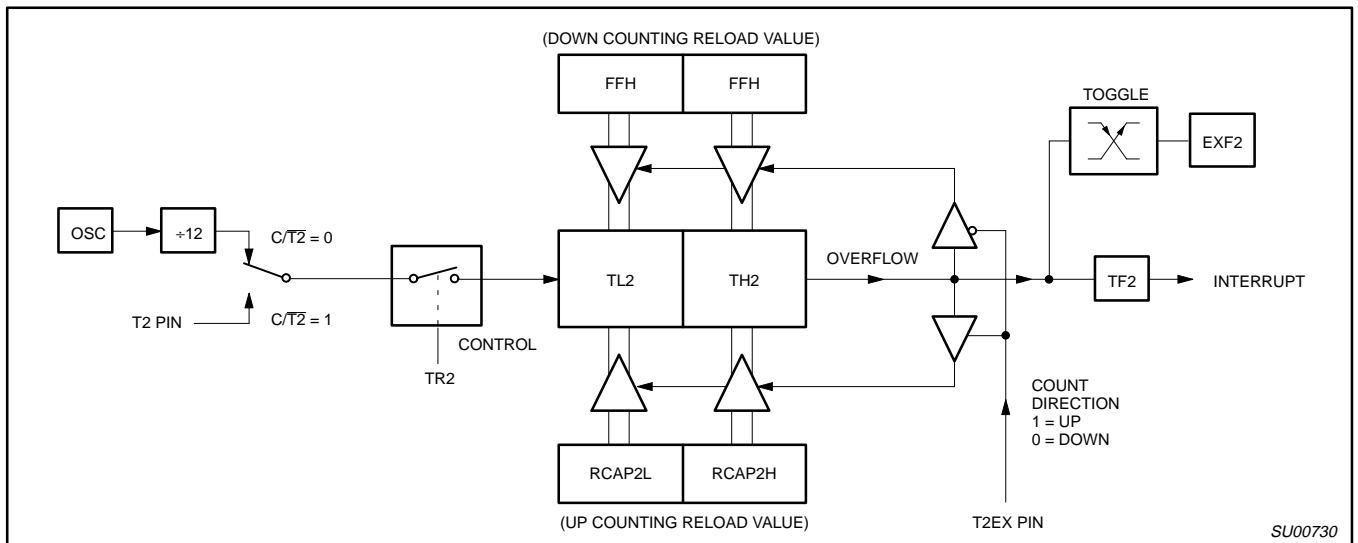 (DOWN COUNTING RELOAD VALUE)
FFH FFH
TOGGLE
EXF2
OSC
÷12
C/T2̅ = 0
TL2
TH2
OVERFLOW
TF2
INTERRUPT
T2 PIN
C/T2̅ = 1
CONTROL
TR2
COUNT
DIRECTION
1 = UP
0 = DOWN
RCAP2L RCAP2H
(UP COUNTING RELOAD VALUE)
T2EX PIN
SU00730